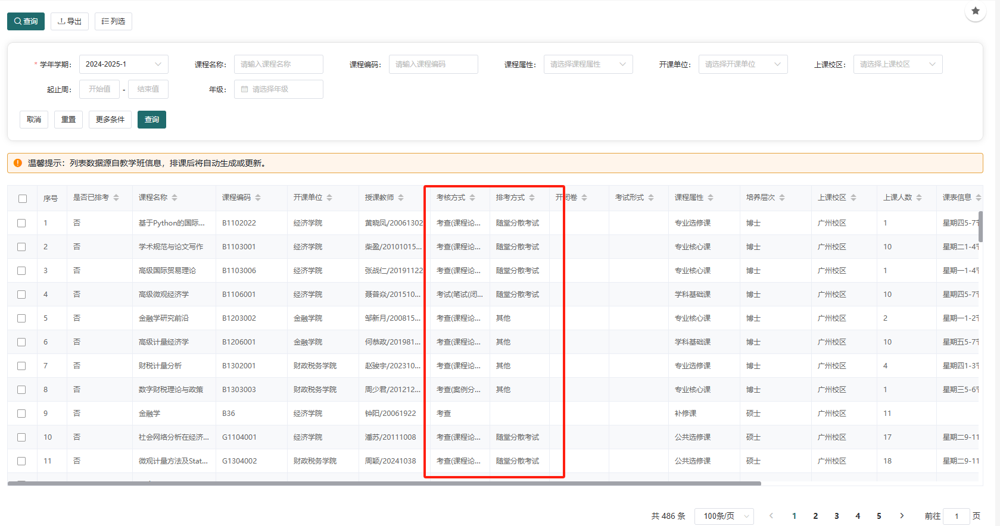 查询 导出 列选
* 学年学期： 2024-2025-1 课程名称： 请输入课程名称 课程编码： 请输入课程编码 课程属性： 请选择课程属性 开课单位： 请选择开课单位 上课校区： 请选择上课校区
起止周： 开始值 - 结束值 年级： 请选择年级
取消 重置 更多条件 查询
温馨提示：列表数据源自教学班信息，排课后将自动生成或更新。
序号 是否已排考 课程名称 课程编码 开课单位 授课教师 考核方式 排考方式 开闭卷 考试形式 课程属性 培养层次 上课校区 上课人数 课表信息
1 否 基于Python的国际... B1102022 经济学院 黄晓凤/20061302 考查(课程论... 随堂分散考试 专业选修课 博士 广州校区 1 星期四5-7节
2 否 学术规范与论文写作 B1103001 经济学院 柴盈/20101015... 考查(课程论... 随堂分散考试 专业核心课 博士 广州校区 10 星期二1-4节
3 否 高级国际贸易理论 B1103006 经济学院 张战仁/20191122 考查(课程论... 随堂分散考试 专业核心课 博士 广州校区 1 星期一1-4节
4 否 高级微观经济学 B1106001 经济学院 聂普焱/201510... 考试(笔试(闭... 随堂分散考试 学科基础课 博士 广州校区 10 星期四5-7节
5 否 金融学研究前沿 B1203002 金融学院 邹新月/200815... 考查(课程论... 其他 专业核心课 博士 广州校区 2 星期一1-2节
6 否 高级计量经济学 B1206001 金融学院 何恭政/201981... 考查(课程论... 其他 学科基础课 博士 广州校区 10 星期五5-7节
7 否 财税计量分析 B1302001 财政税务学院 赵骏宇/202310... 考查(课程论... 其他 专业选修课 博士 广州校区 4 星期四1-3节
8 否 数字财税理论与政策 B1303003 财政税务学院 周少君/201212... 考查(案例分... 其他 专业核心课 博士 广州校区 1 星期三5-6节
9 否 金融学 B36 经济学院 钟阳/20061922 考查 补修课 硕士 广州校区 11
10 否 社会网络分析在经济... G1104001 经济学院 潘苏/20111008 考查(课程论... 随堂分散考试 公共选修课 硕士 广州校区 17 星期二9-11
11 否 微观计量方法及Stat... G1304002 财政税务学院 周颖/20241038 考查(课程论... 随堂分散考试 公共选修课 硕士 广州校区 18 星期二9-11
共 486 条 100条/页 1 2 3 4 5 前往 1 页